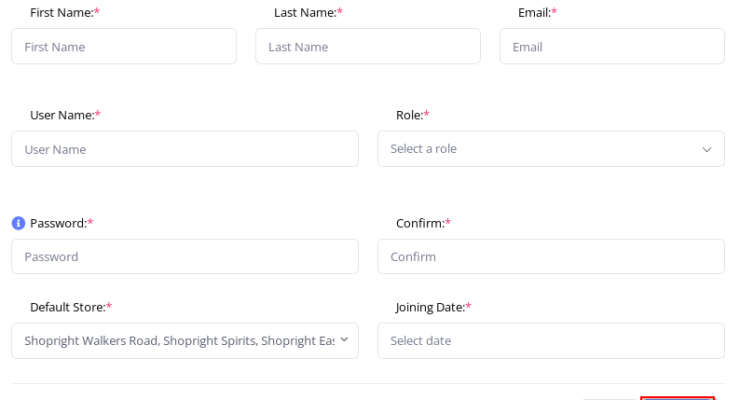 First Name:* Last Name:* Email:*
First Name Last Name Email
User Name:* Role:*
User Name Select a role
Password:* Confirm:*
Password Confirm
Default Store:* Joining Date:*
Shopright Walkers Road, Shopright Spirits, Shopright Eas Select date